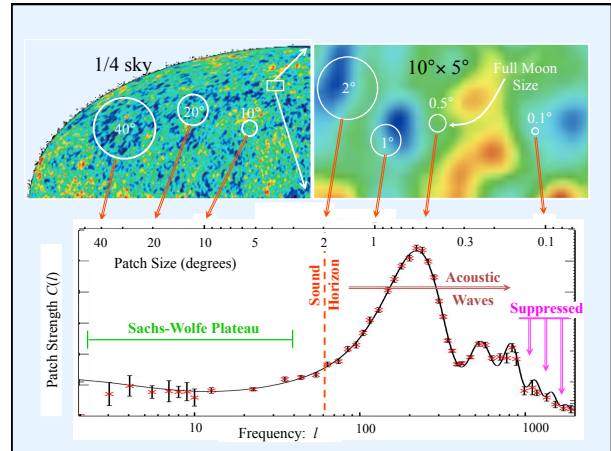 1/4 sky
40°
20°
10°
10°× 5°
2°
1°
0.5°
Full Moon
Size
0.1°
40 20 10 5 2 1 0.3 0.1
Patch Size (degrees)
Patch Strength C(l)
Sound
Horizon
Acoustic
Waves
Suppressed
Sachs-Wolfe Plateau
10 100 1000
Frequency: l